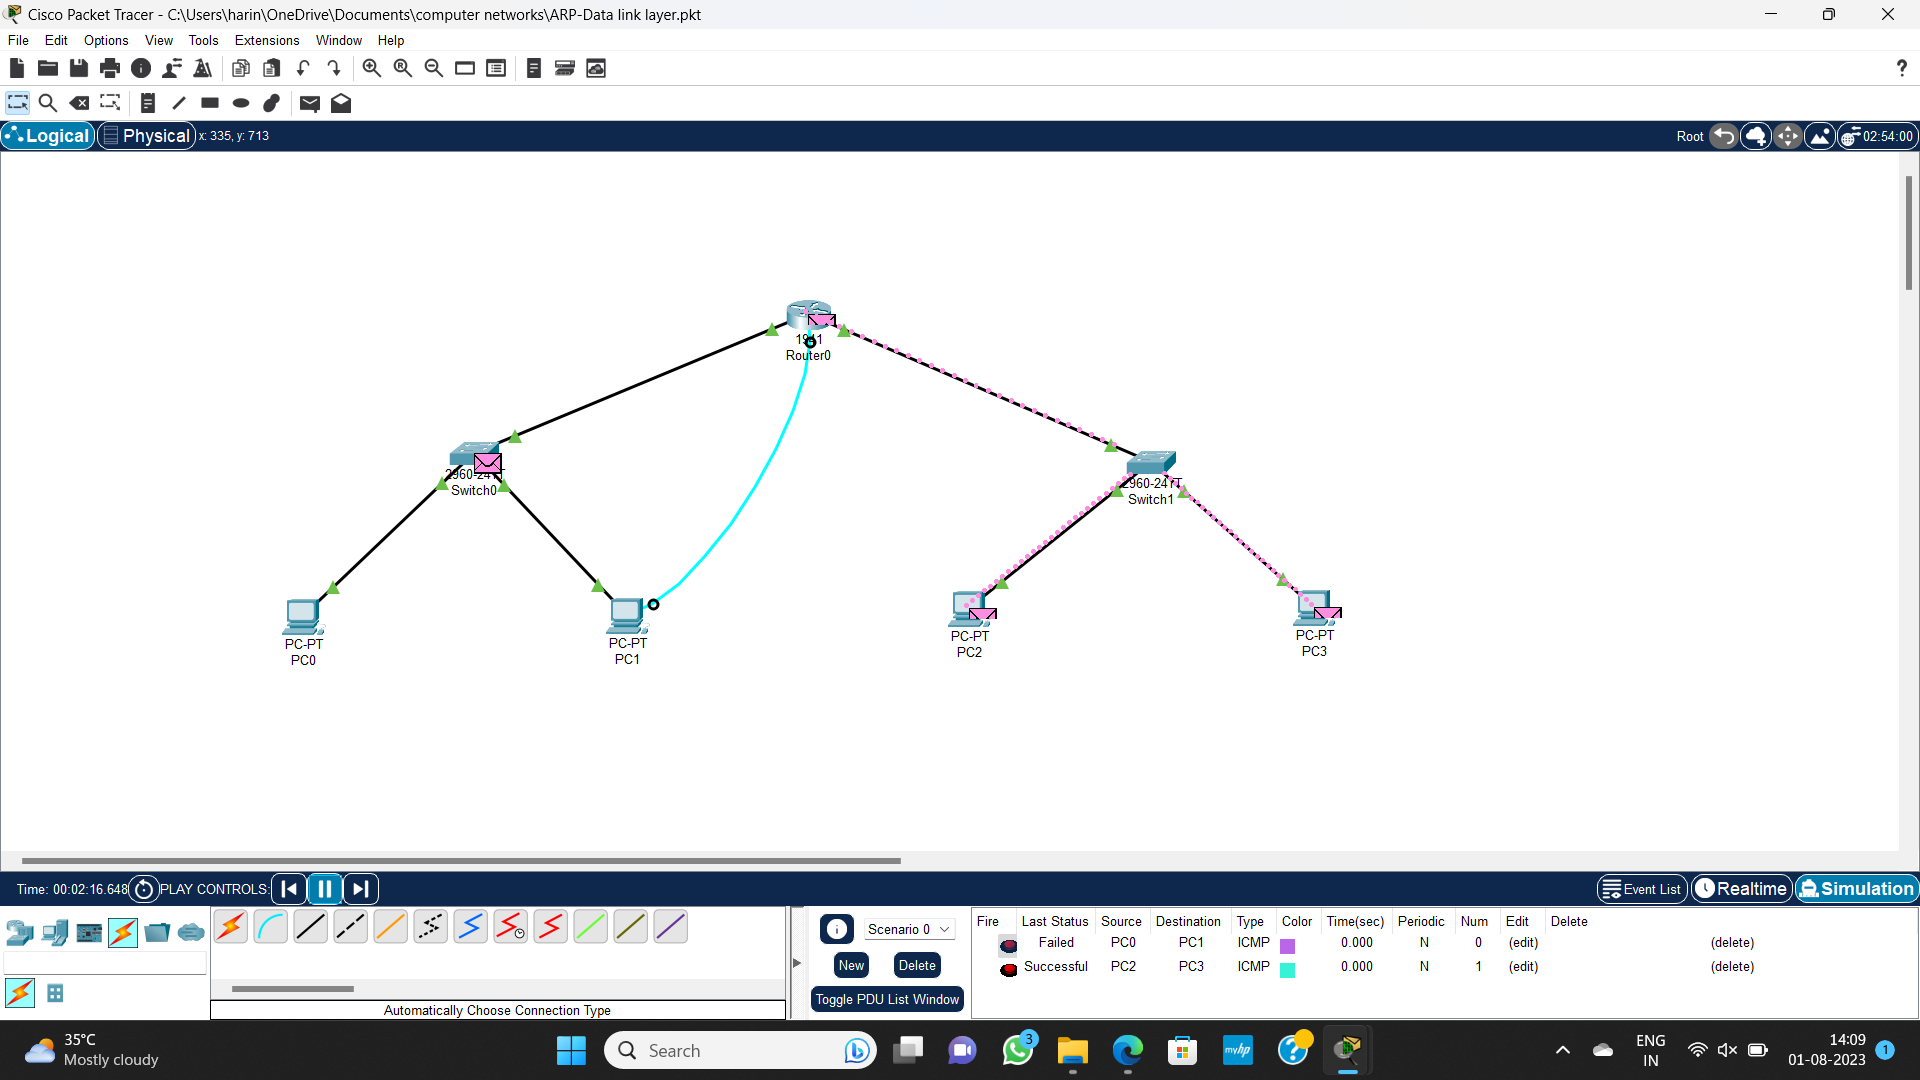 Cisco Packet Tracer - C:\Users\harin\OneDrive\Documents\computer networks\ARP-Data link layer.pkt
File Edit Options View Tools Extensions Window Help
?
Logical Physical x: 335, y: 713 Root 02:54:00
Router0
2960-24TT
Switch0
2960-24TT
Switch1
PC-PT
PC0
PC-PT
PC1
PC-PT
PC2
PC-PT
PC3
Time: 00:02:16.648 PLAY CONTROLS: Event List Realtime Simulation
Automatically Choose Connection Type
Scenario 0
New Delete
Toggle PDU List Window
Fire Last Status Source Destination Type Color Time(sec) Periodic Num Edit Delete
Failed PC0 PC1 ICMP 0.000 N 0 (edit) (delete)
Successful PC2 PC3 ICMP 0.000 N 1 (edit) (delete)
35°C
Mostly cloudy
Search
3
myhp
?
ENG
IN
14:09
01-08-2023
1